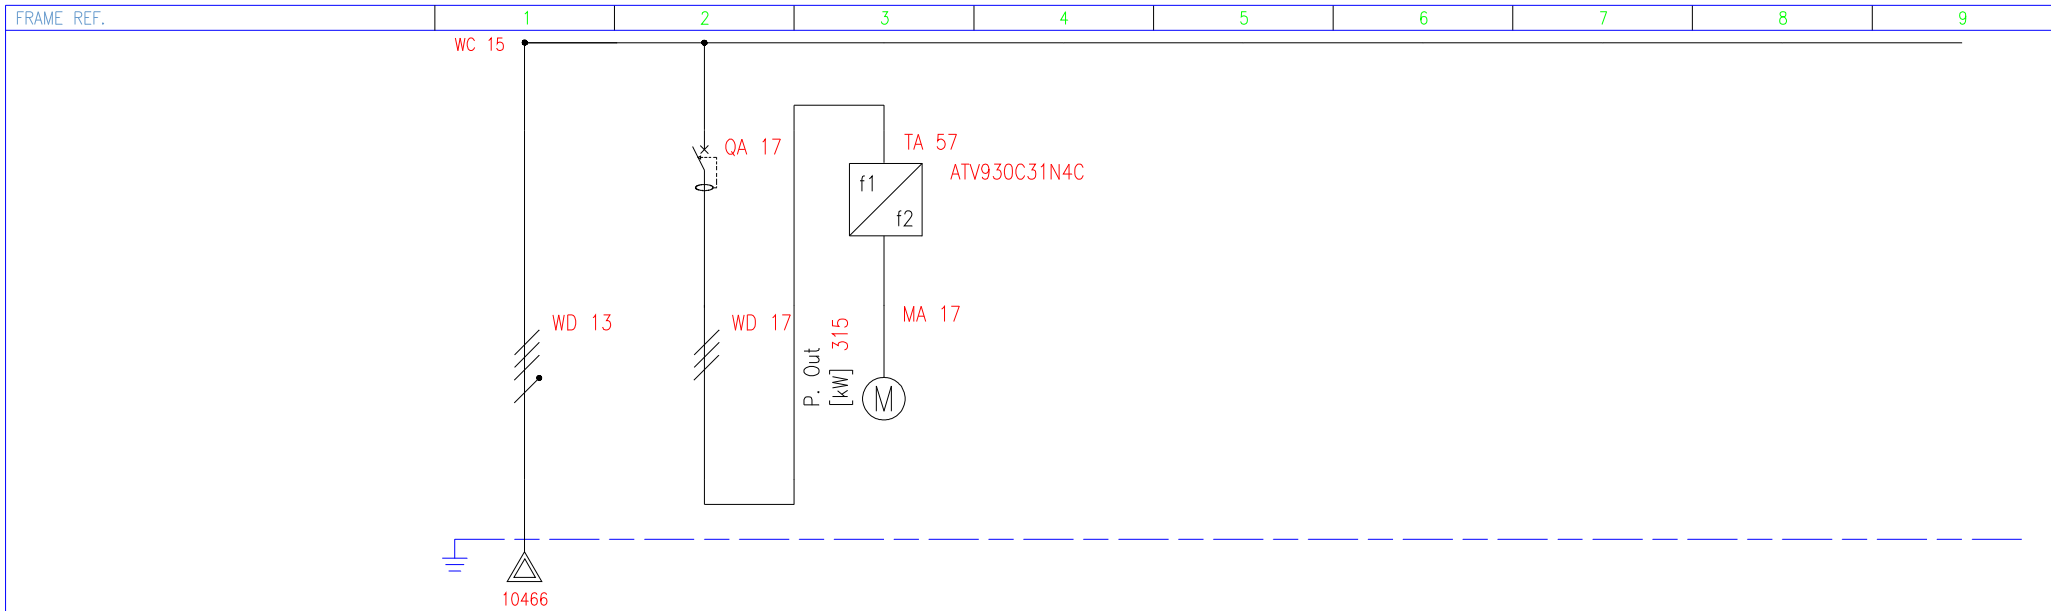 FRAME REF. 1 2 3 4 5 6 7 8 9
WC 15
QA 17
TA 57
ATV930C31N4C
f1
f2
WD 13
WD 17
MA 17
P. Out
[kW] 315
M
10466